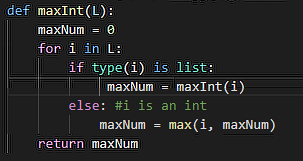 def maxInt(L):
    maxNum = 0
    for i in L:
        if type(i) is list:
            maxNum = maxInt(i)
        else: #i is an int
            maxNum = max(i, maxNum)
    return maxNum